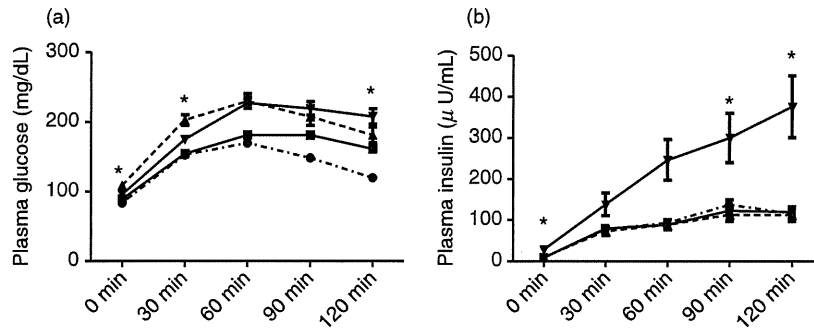 (a)
Plasma glucose (mg/dL)
300
200
100
0
*
*
*
0 min
30 min
60 min
90 min
120 min
(b)
Plasma insulin (μ U/mL)
500
400
300
200
100
0
*
*
*
0 min
30 min
60 min
90 min
120 min